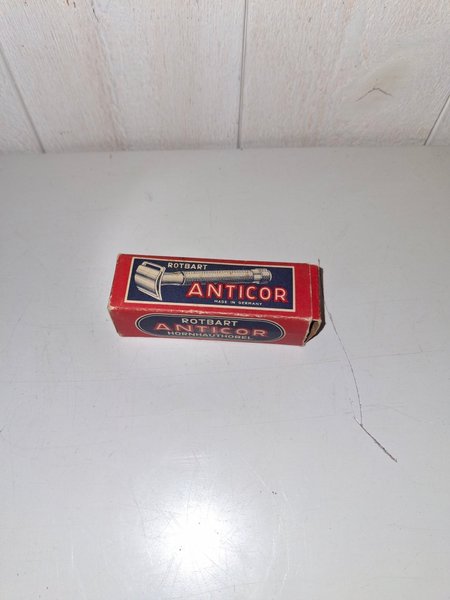 ROTBART
ANTICOR
MADE IN GERMANY
ROTBART
ANTICOR
HORNHAUTHOBEL